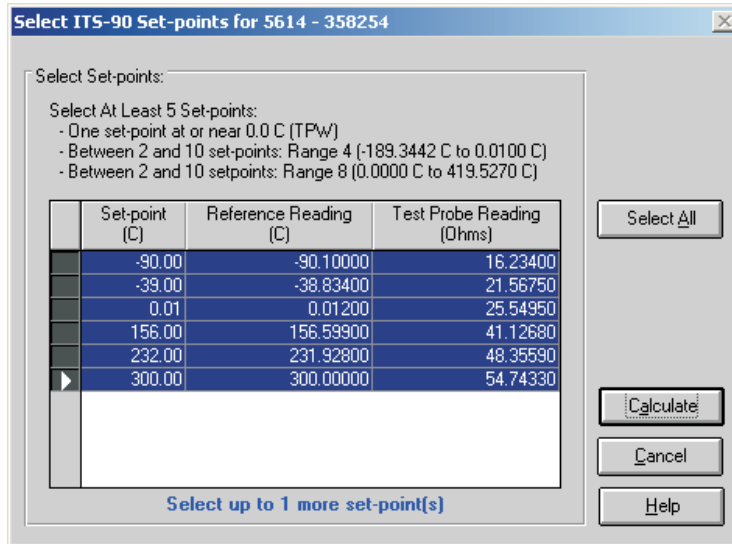 Select ITS-90 Set-points for 5614 - 358254
Select Set-points:
Select At Least 5 Set-points:
- One set-point at or near 0.0 C (TPW)
- Between 2 and 10 set-points: Range 4 (-189.3442 C to 0.0100 C)
- Between 2 and 10 setpoints: Range 8 (0.0000 C to 419.5270 C)
Set-point (C) Reference Reading (C) Test Probe Reading (Ohms)
-90.00 -90.10000 16.23400
-39.00 -38.83400 21.56750
0.01 0.01200 25.54950
156.00 156.59900 41.12680
232.00 231.92800 48.35590
300.00 300.00000 54.74330
Select up to 1 more set-point(s)
Select All
Calculate
Cancel
Help